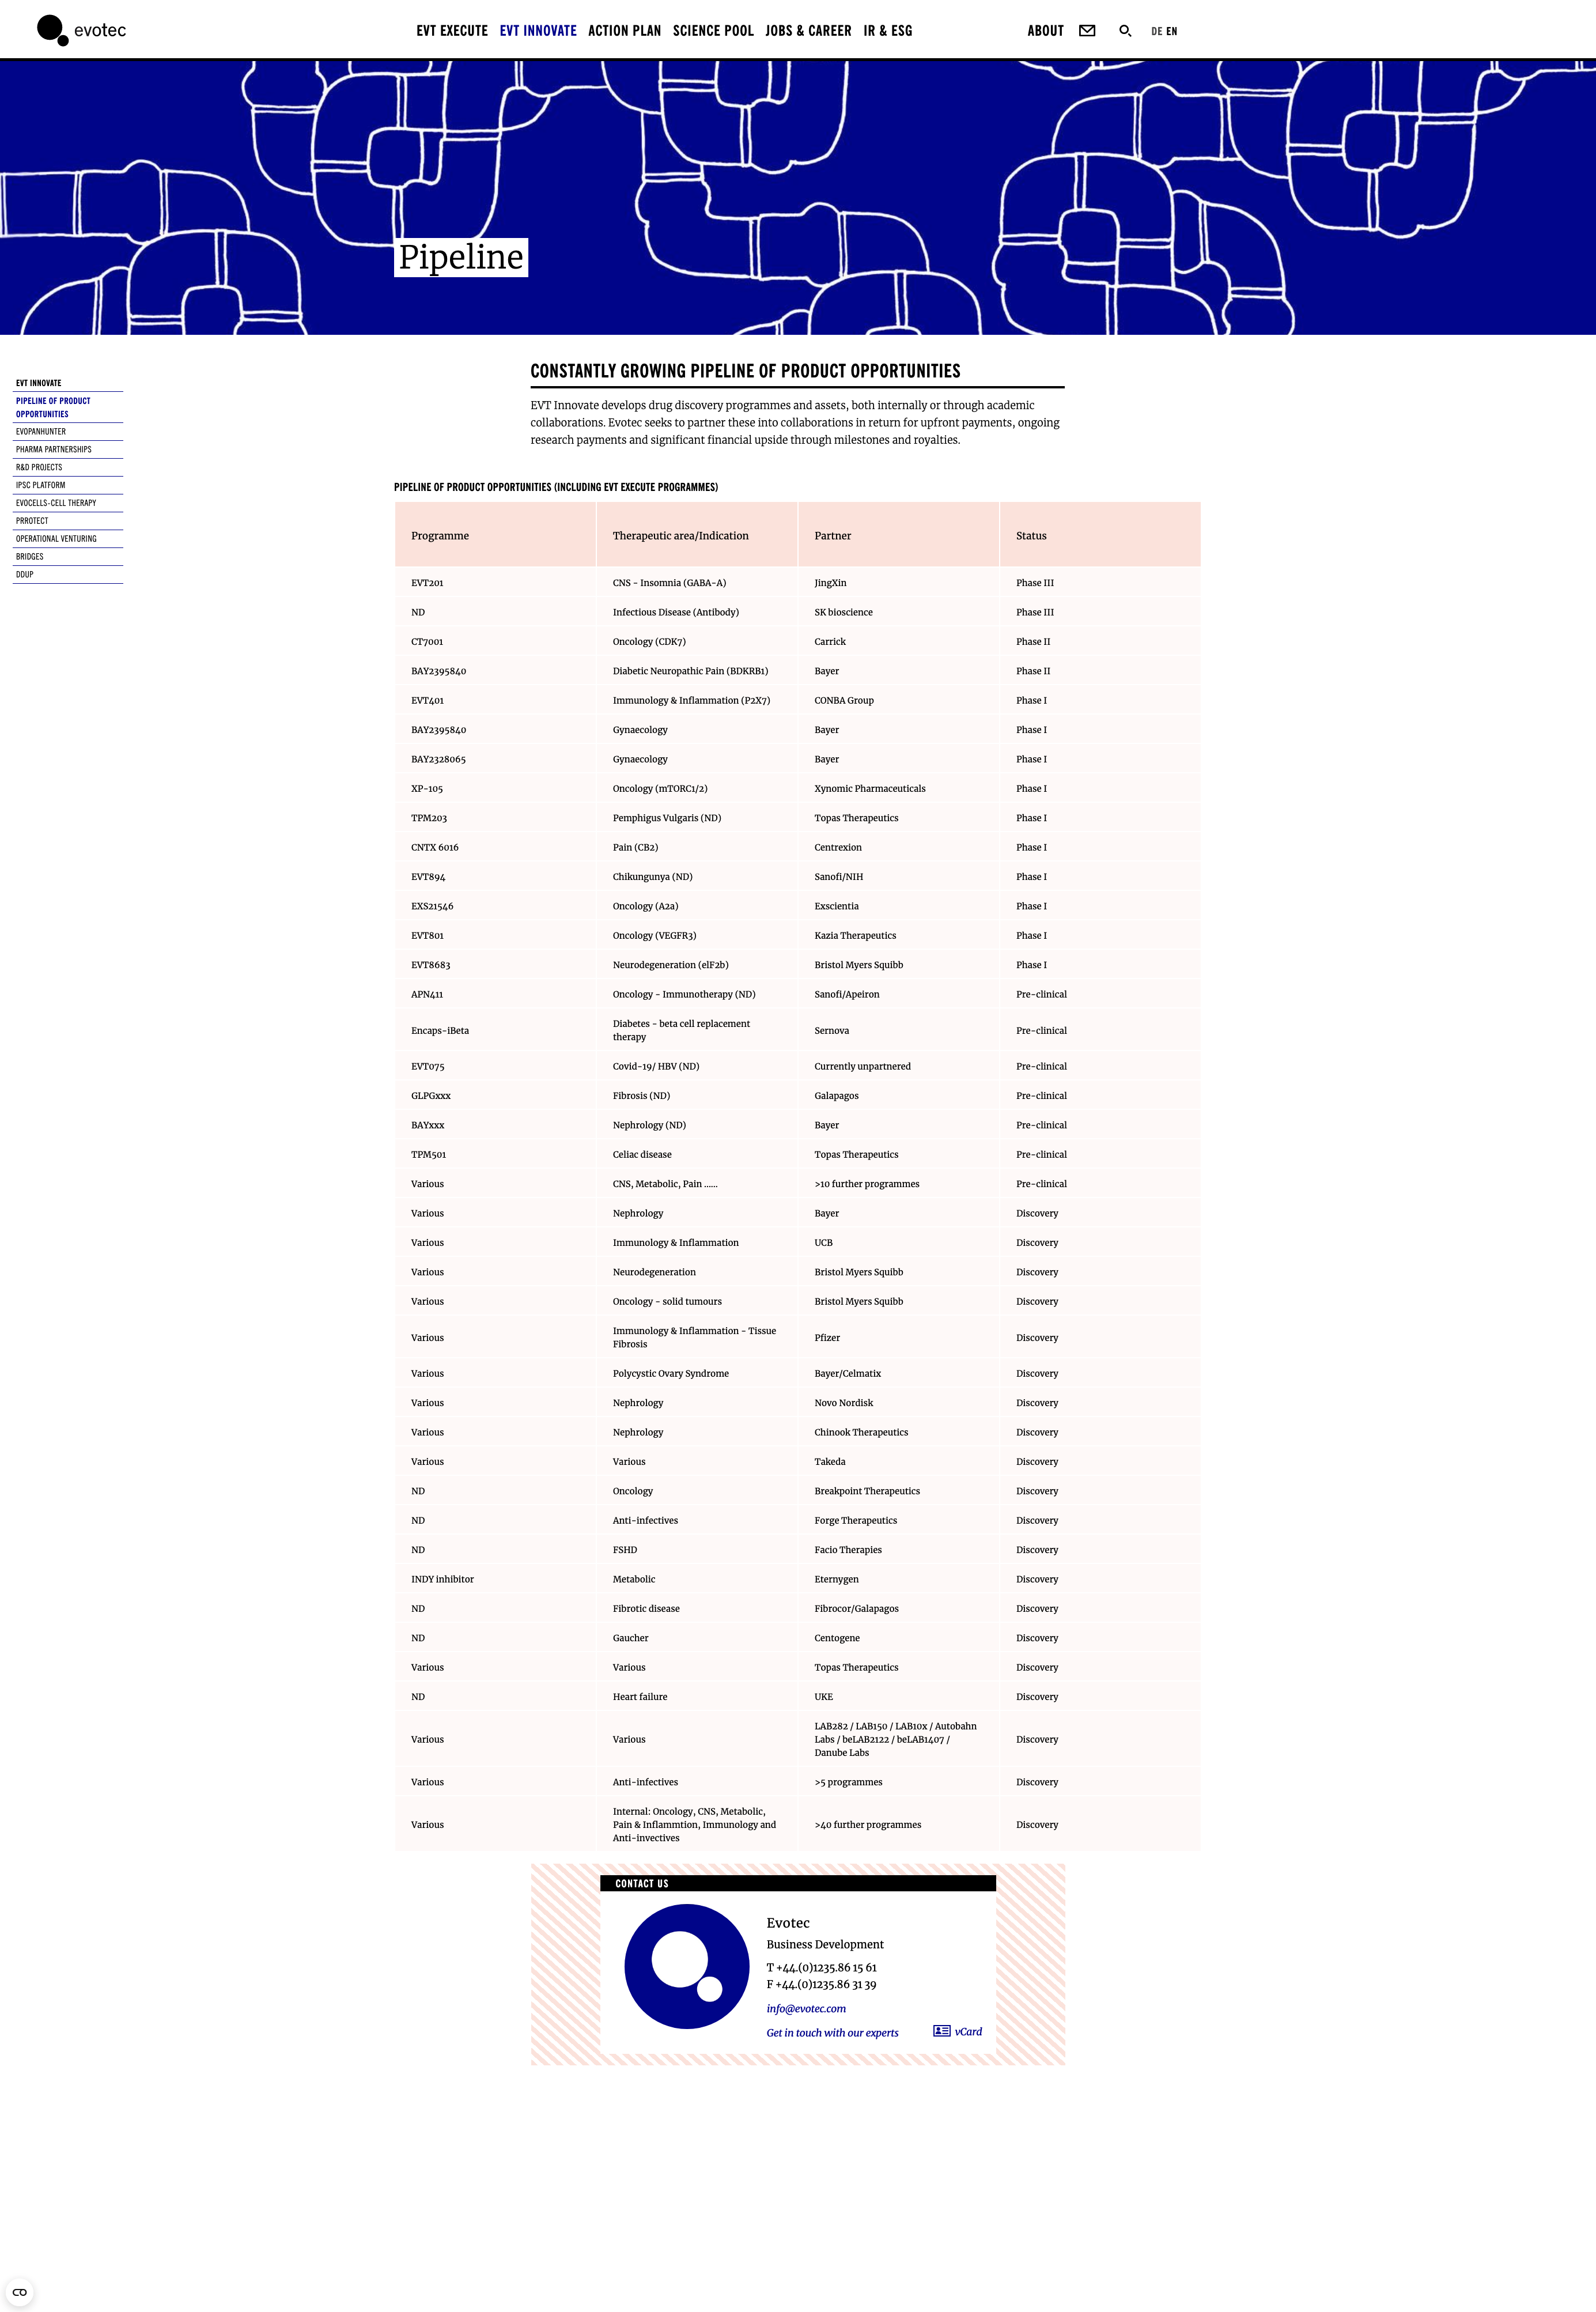 evotec
EVT EXECUTE EVT INNOVATE ACTION PLAN SCIENCE POOL JOBS & CAREER IR & ESG ABOUT DE EN
Pipeline
EVT INNOVATE
PIPELINE OF PRODUCT
OPPORTUNITIES
EVOPANHUNTER
PHARMA PARTNERSHIPS
R&D PROJECTS
IPSC PLATFORM
EVOCELLS-CELL THERAPY
PRROTECT
OPERATIONAL VENTURING
BRIDGES
DDUP
CONSTANTLY GROWING PIPELINE OF PRODUCT OPPORTUNITIES
EVT Innovate develops drug discovery programmes and assets, both internally or through academic
collaborations. Evotec seeks to partner these into collaborations in return for upfront payments, ongoing
research payments and significant financial upside through milestones and royalties.
PIPELINE OF PRODUCT OPPORTUNITIES (INCLUDING EVT EXECUTE PROGRAMMES)
Programme Therapeutic area/Indication Partner Status
EVT201 CNS - Insomnia (GABA-A) JingXin Phase III
ND Infectious Disease (Antibody) SK bioscience Phase III
CT7001 Oncology (CDK7) Carrick Phase II
BAY2395840 Diabetic Neuropathic Pain (BDKRB1) Bayer Phase II
EVT401 Immunology & Inflammation (P2X7) CONBA Group Phase I
BAY2395840 Gynaecology Bayer Phase I
BAY2328065 Gynaecology Bayer Phase I
XP-105 Oncology (mTORC1/2) Xynomic Pharmaceuticals Phase I
TPM203 Pemphigus Vulgaris (ND) Topas Therapeutics Phase I
CNTX 6016 Pain (CB2) Centrexion Phase I
EVT894 Chikungunya (ND) Sanofi/NIH Phase I
EXS21546 Oncology (A2a) Exscientia Phase I
EVT801 Oncology (VEGFR3) Kazia Therapeutics Phase I
EVT8683 Neurodegeneration (elF2b) Bristol Myers Squibb Phase I
APN411 Oncology - Immunotherapy (ND) Sanofi/Apeiron Pre-clinical
Encaps-iBeta Diabetes - beta cell replacement
therapy Sernova Pre-clinical
EVT075 Covid-19/ HBV (ND) Currently unpartnered Pre-clinical
GLPGxxx Fibrosis (ND) Galapagos Pre-clinical
BAYxxx Nephrology (ND) Bayer Pre-clinical
TPM501 Celiac disease Topas Therapeutics Pre-clinical
Various CNS, Metabolic, Pain ...... >10 further programmes Pre-clinical
Various Nephrology Bayer Discovery
Various Immunology & Inflammation UCB Discovery
Various Neurodegeneration Bristol Myers Squibb Discovery
Various Oncology - solid tumours Bristol Myers Squibb Discovery
Various Immunology & Inflammation - Tissue
Fibrosis Pfizer Discovery
Various Polycystic Ovary Syndrome Bayer/Celmatix Discovery
Various Nephrology Novo Nordisk Discovery
Various Nephrology Chinook Therapeutics Discovery
Various Various Takeda Discovery
ND Oncology Breakpoint Therapeutics Discovery
ND Anti-infectives Forge Therapeutics Discovery
ND FSHD Facio Therapies Discovery
INDY inhibitor Metabolic Eternygen Discovery
ND Fibrotic disease Fibrocor/Galapagos Discovery
ND Gaucher Centogene Discovery
Various Various Topas Therapeutics Discovery
ND Heart failure UKE Discovery
Various Various LAB282 / LAB150 / LAB10x / Autobahn
Labs / beLAB2122 / beLAB1407 /
Danube Labs Discovery
Various Anti-infectives >5 programmes Discovery
Various Internal: Oncology, CNS, Metabolic,
Pain & Inflammtion, Immunology and
Anti-invectives >40 further programmes Discovery
CONTACT US
Evotec
Business Development
T +44.(0)1235.86 15 61
F +44.(0)1235.86 31 39
info@evotec.com
Get in touch with our experts vCard